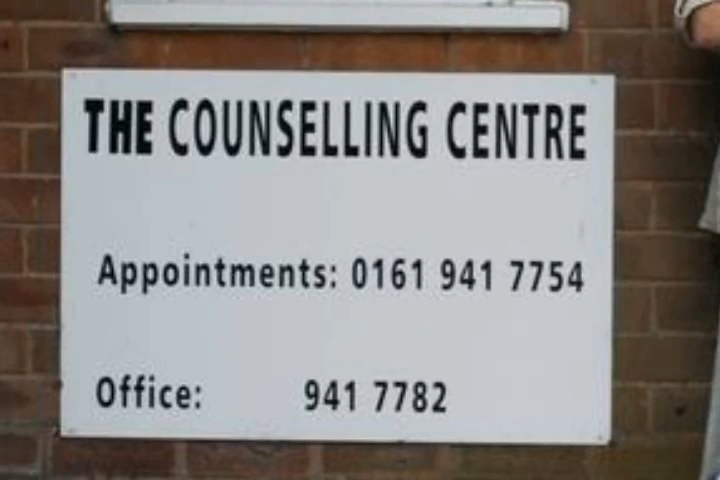 THE COUNSELLING CENTRE
Appointments: 0161 941 7754
Office: 941 7782